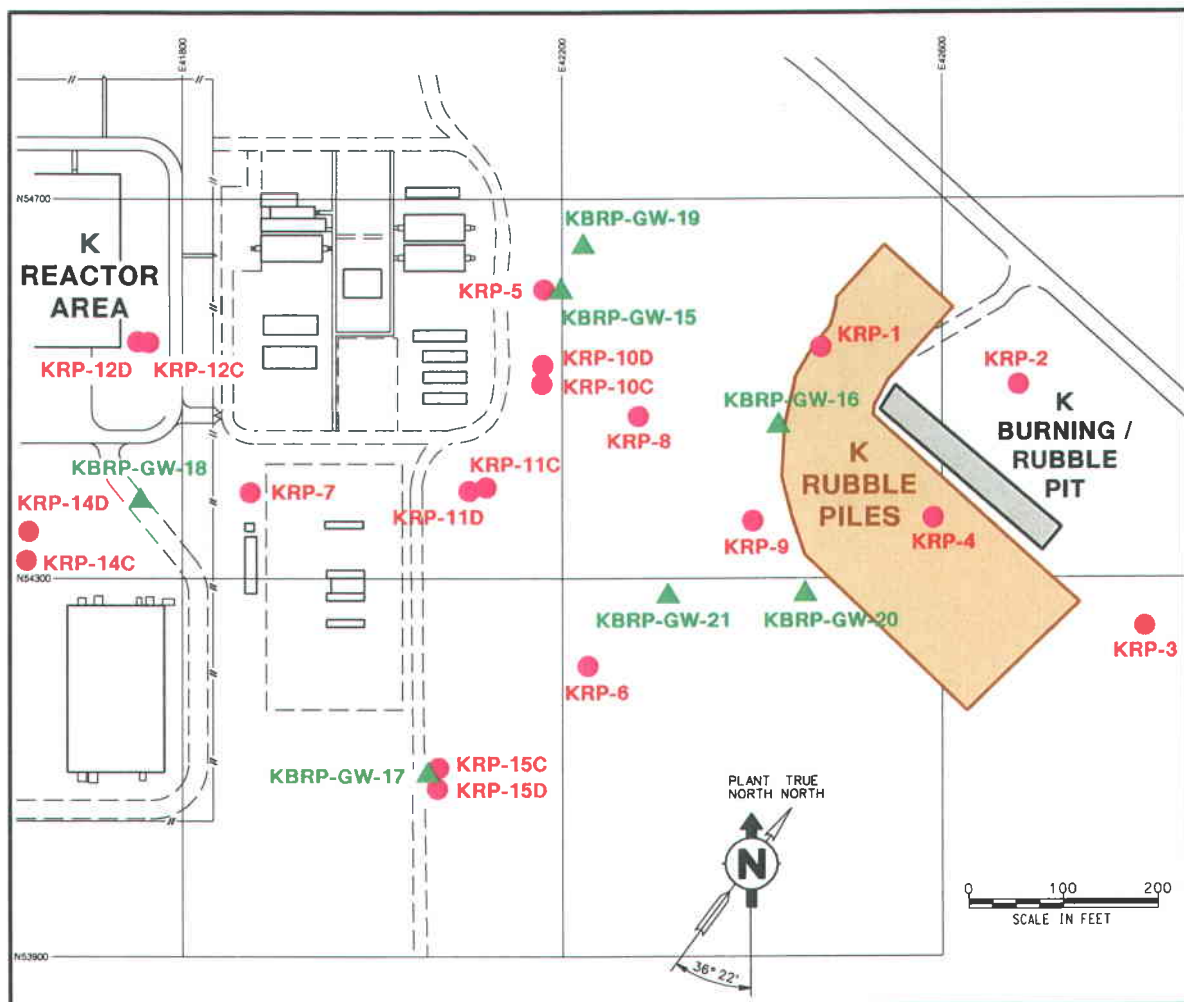 E41800
E42200
E42600
N54700
KBRP-GW-19
K
REACTOR
AREA
KRP-5
KBRP-GW-15
KRP-1
KRP-12D
KRP-12C
KRP-10D
KRP-10C
KRP-2
KBRP-GW-16
KRP-8
K
BURNING /
RUBBLE
PIT
K
RUBBLE
PILES
KBRP-GW-18
KRP-11C
KRP-7
KRP-11D
KRP-14D
KRP-14C
KRP-9
KRP-4
N54300
KBRP-GW-21
KBRP-GW-20
KRP-3
KRP-6
KBRP-GW-17
KRP-15C
KRP-15D
PLANT TRUE
NORTH NORTH
N
0 100 200
SCALE IN FEET
N53900
36° 22'